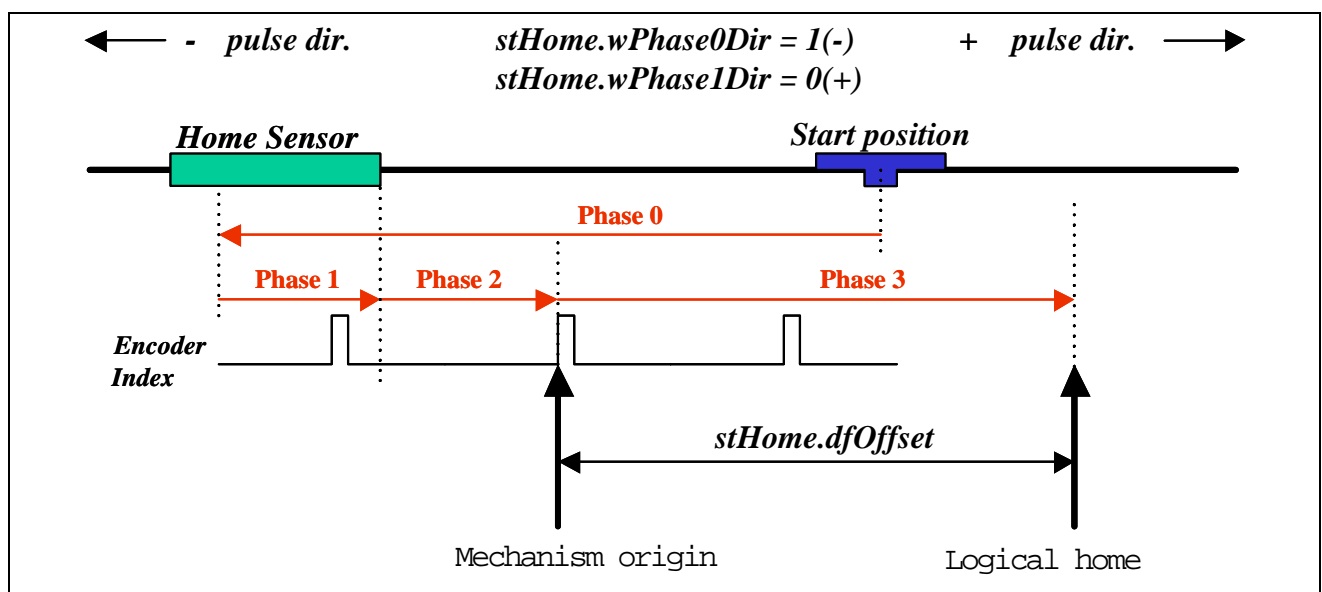 - pulse dir. stHome.wPhase0Dir = 1(-) + pulse dir.
stHome.wPhase1Dir = 0(+)
Home Sensor Start position
Phase 0
Phase 1 Phase 2 Phase 3
Encoder
Index
stHome.dfOffset
Mechanism origin Logical home